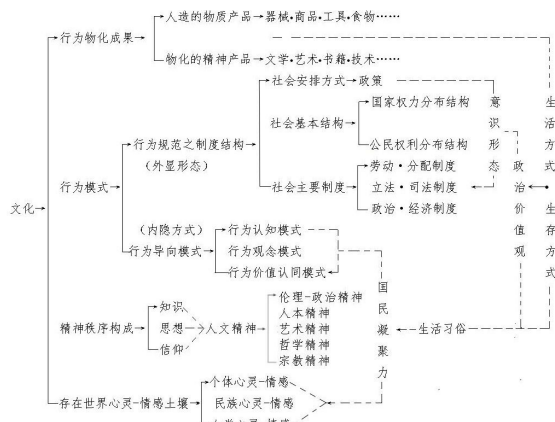 人造的物质产品 器械·商品·工具·食物……
行为物化成果
物化的精神产品 文学·艺术·书籍·技术……
社会安排方式 政策
国家权力分布结构
社会基本结构
行为规范之制度结构
公民权利分布结构
（外显形态）
劳动·分配制度
行为模式
社会主要制度 立法·司法制度
政治·经济制度
文化
（内隐方式） 行为认知模式
行为导向模式 行为观念模式
行为价值认同模式
意识形态
政治价值观
生活方式 生存方式
国民凝聚力
伦理-政治精神
知识
人本精神
精神秩序构成 思想 人文精神 艺术精神
生活习俗
信仰
哲学精神
宗教精神
个体心灵-情感
存在世界心灵-情感土壤 民族心灵-情感